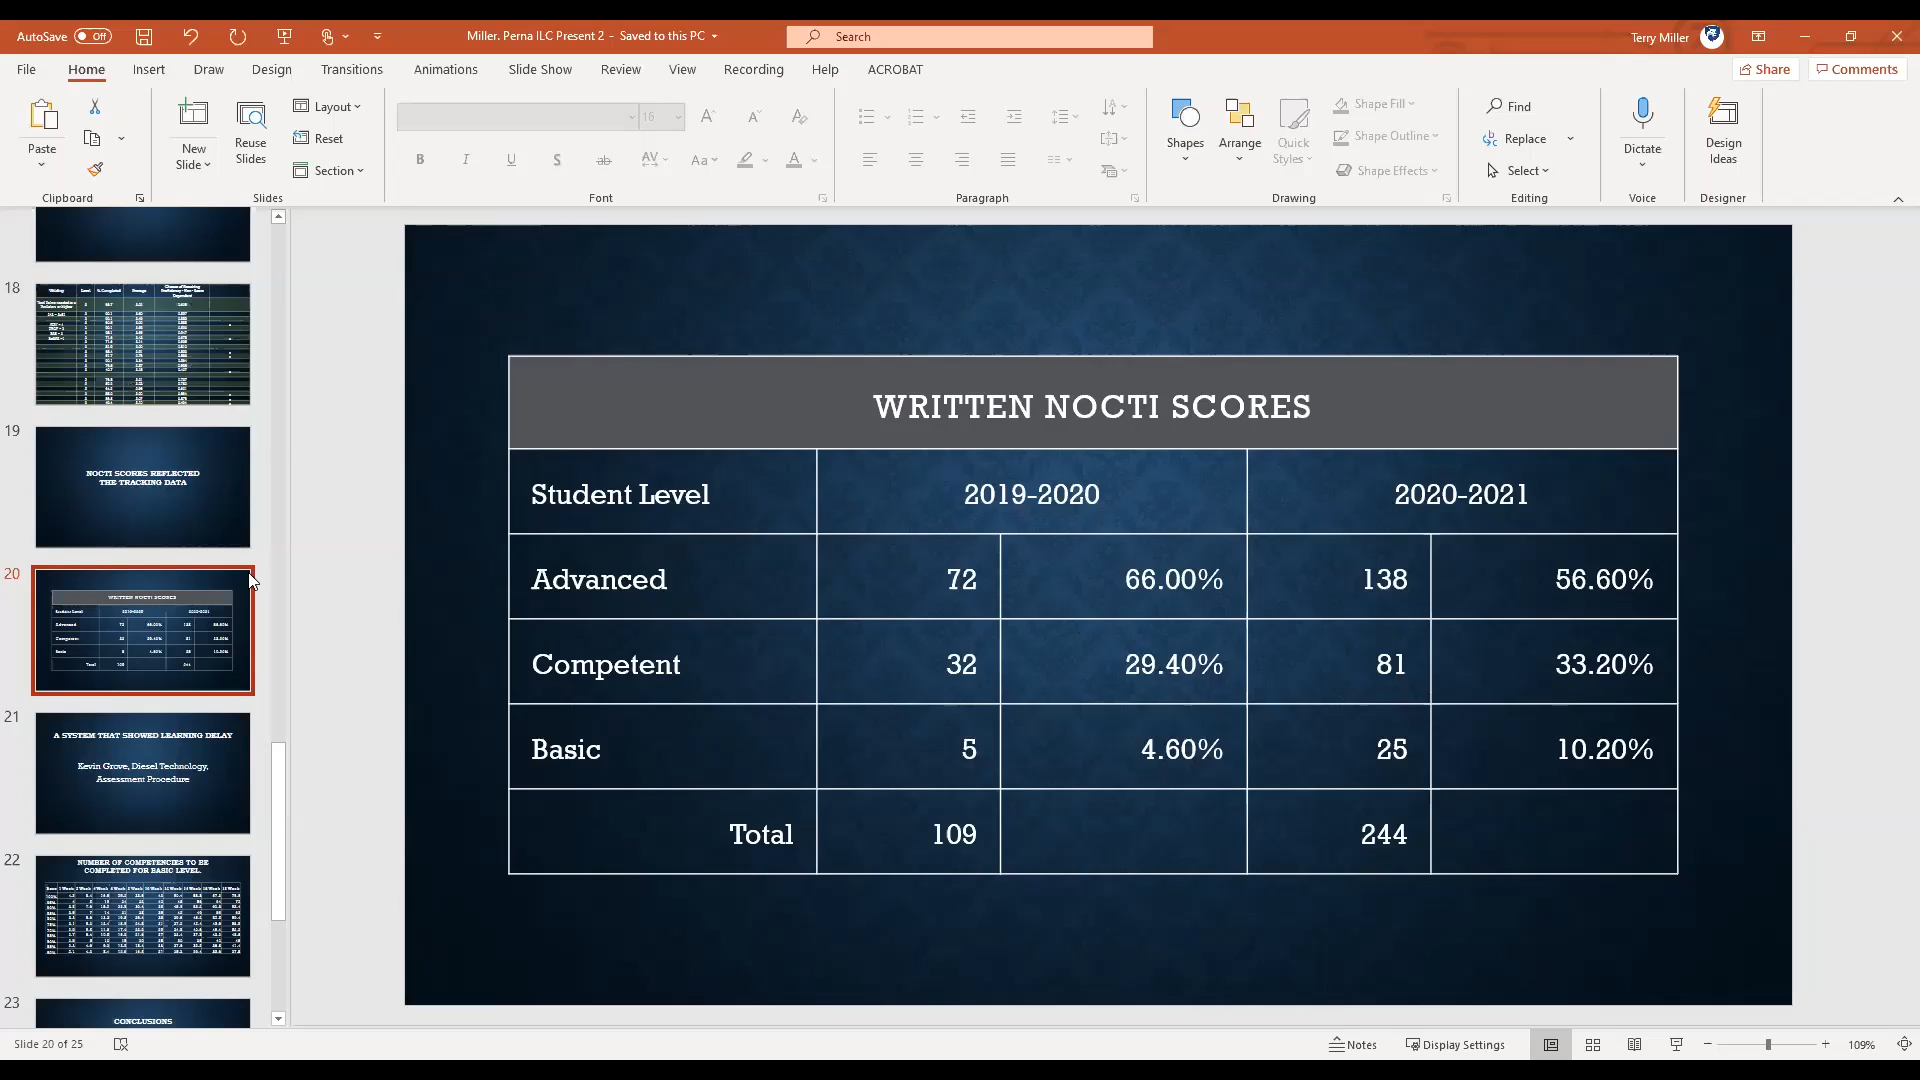 AutoSave Off
Miller. Perna ILC Present 2 – Saved to this PC
Search
Terry Miller
File Home Insert Draw Design Transitions Animations Slide Show Review View Recording Help ACROBAT
Share Comments
Paste
Clipboard
New Slide
Reuse Slides
Layout
Reset
Section
Slides
16
Font
Paragraph
Shapes
Arrange
Quick Styles
Shape Fill
Shape Outline
Shape Effects
Drawing
Find
Replace
Select
Editing
Dictate
Voice
Design Ideas
Designer
18
19
NOCTI SCORES REFLECTED
THE TRACKING DATA
20
WRITTEN NOCTI SCORES
21
A SYSTEM THAT SHOWED LEARNING DELAY
Kevin Grove, Diesel Technology,
Assessment Procedure
22
NUMBER OF COMPETENCIES TO BE
COMPLETED FOR BASIC LEVEL.
23
CONCLUSIONS
WRITTEN NOCTI SCORES
Student Level 2019-2020 2020-2021
Advanced 72 66.00% 138 56.60%
Competent 32 29.40% 81 33.20%
Basic 5 4.60% 25 10.20%
Total 109 244
Slide 20 of 25
Notes
Display Settings
109%